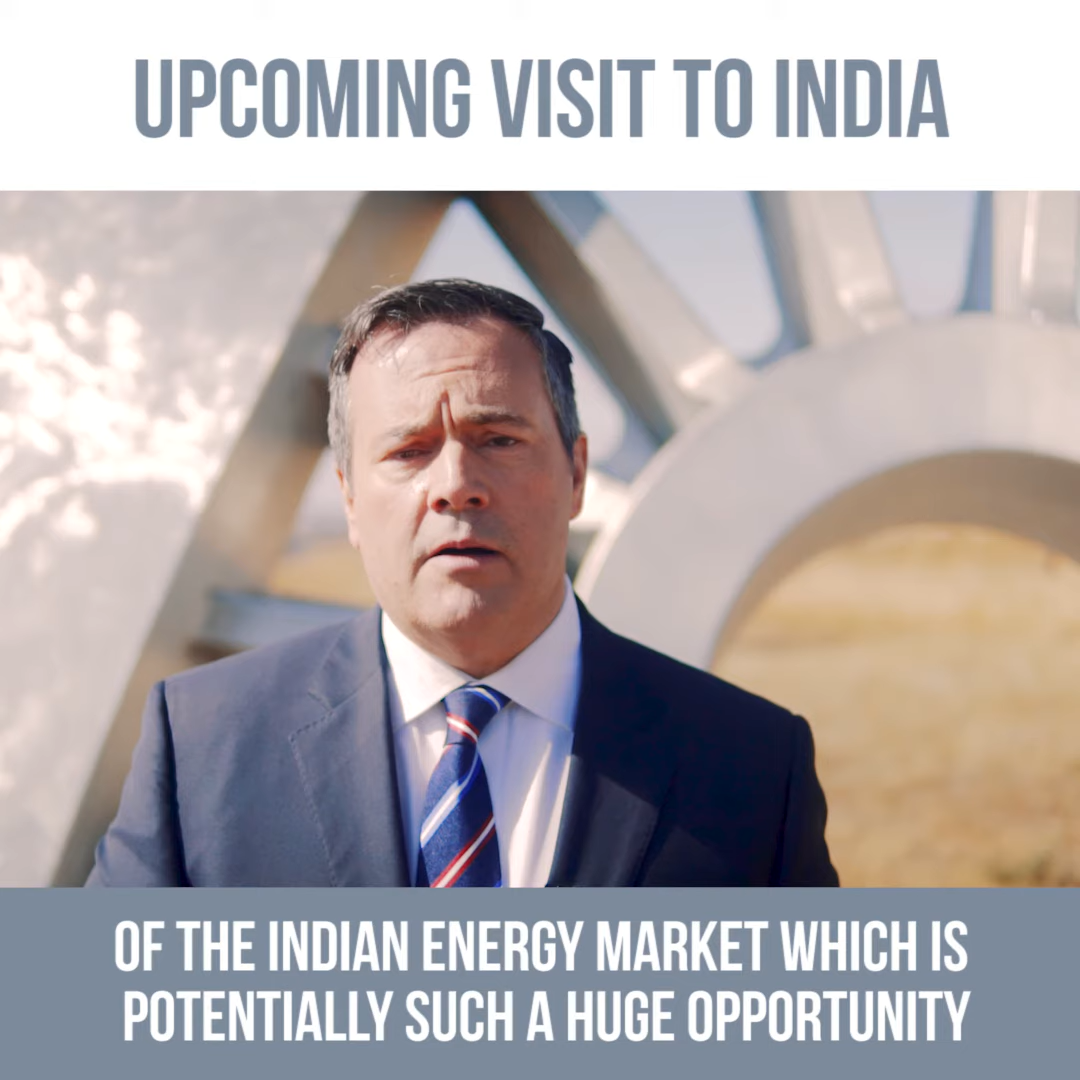 UPCOMING VISIT TO INDIA
OF THE INDIAN ENERGY MARKET WHICH IS
POTENTIALLY SUCH A HUGE OPPORTUNITY